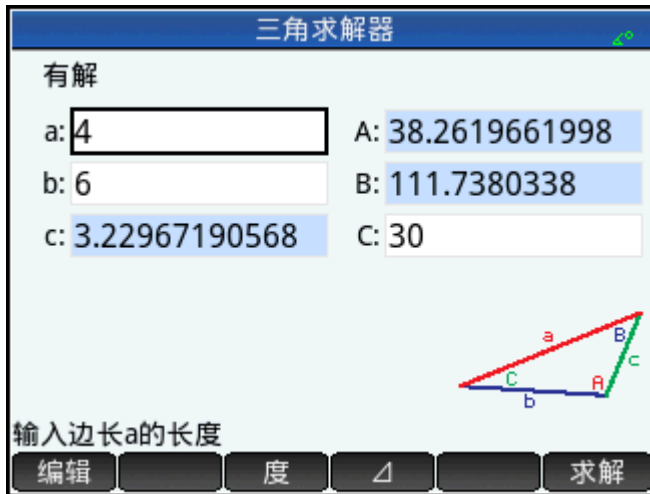 三角求解器
∡°
有解
a: 4
A: 38.2619661998
b: 6
B: 111.7380338
c: 3.22967190568
C: 30
a
B
c
C
A
b
输入边长a的长度
编辑 度 ⊿ 求解